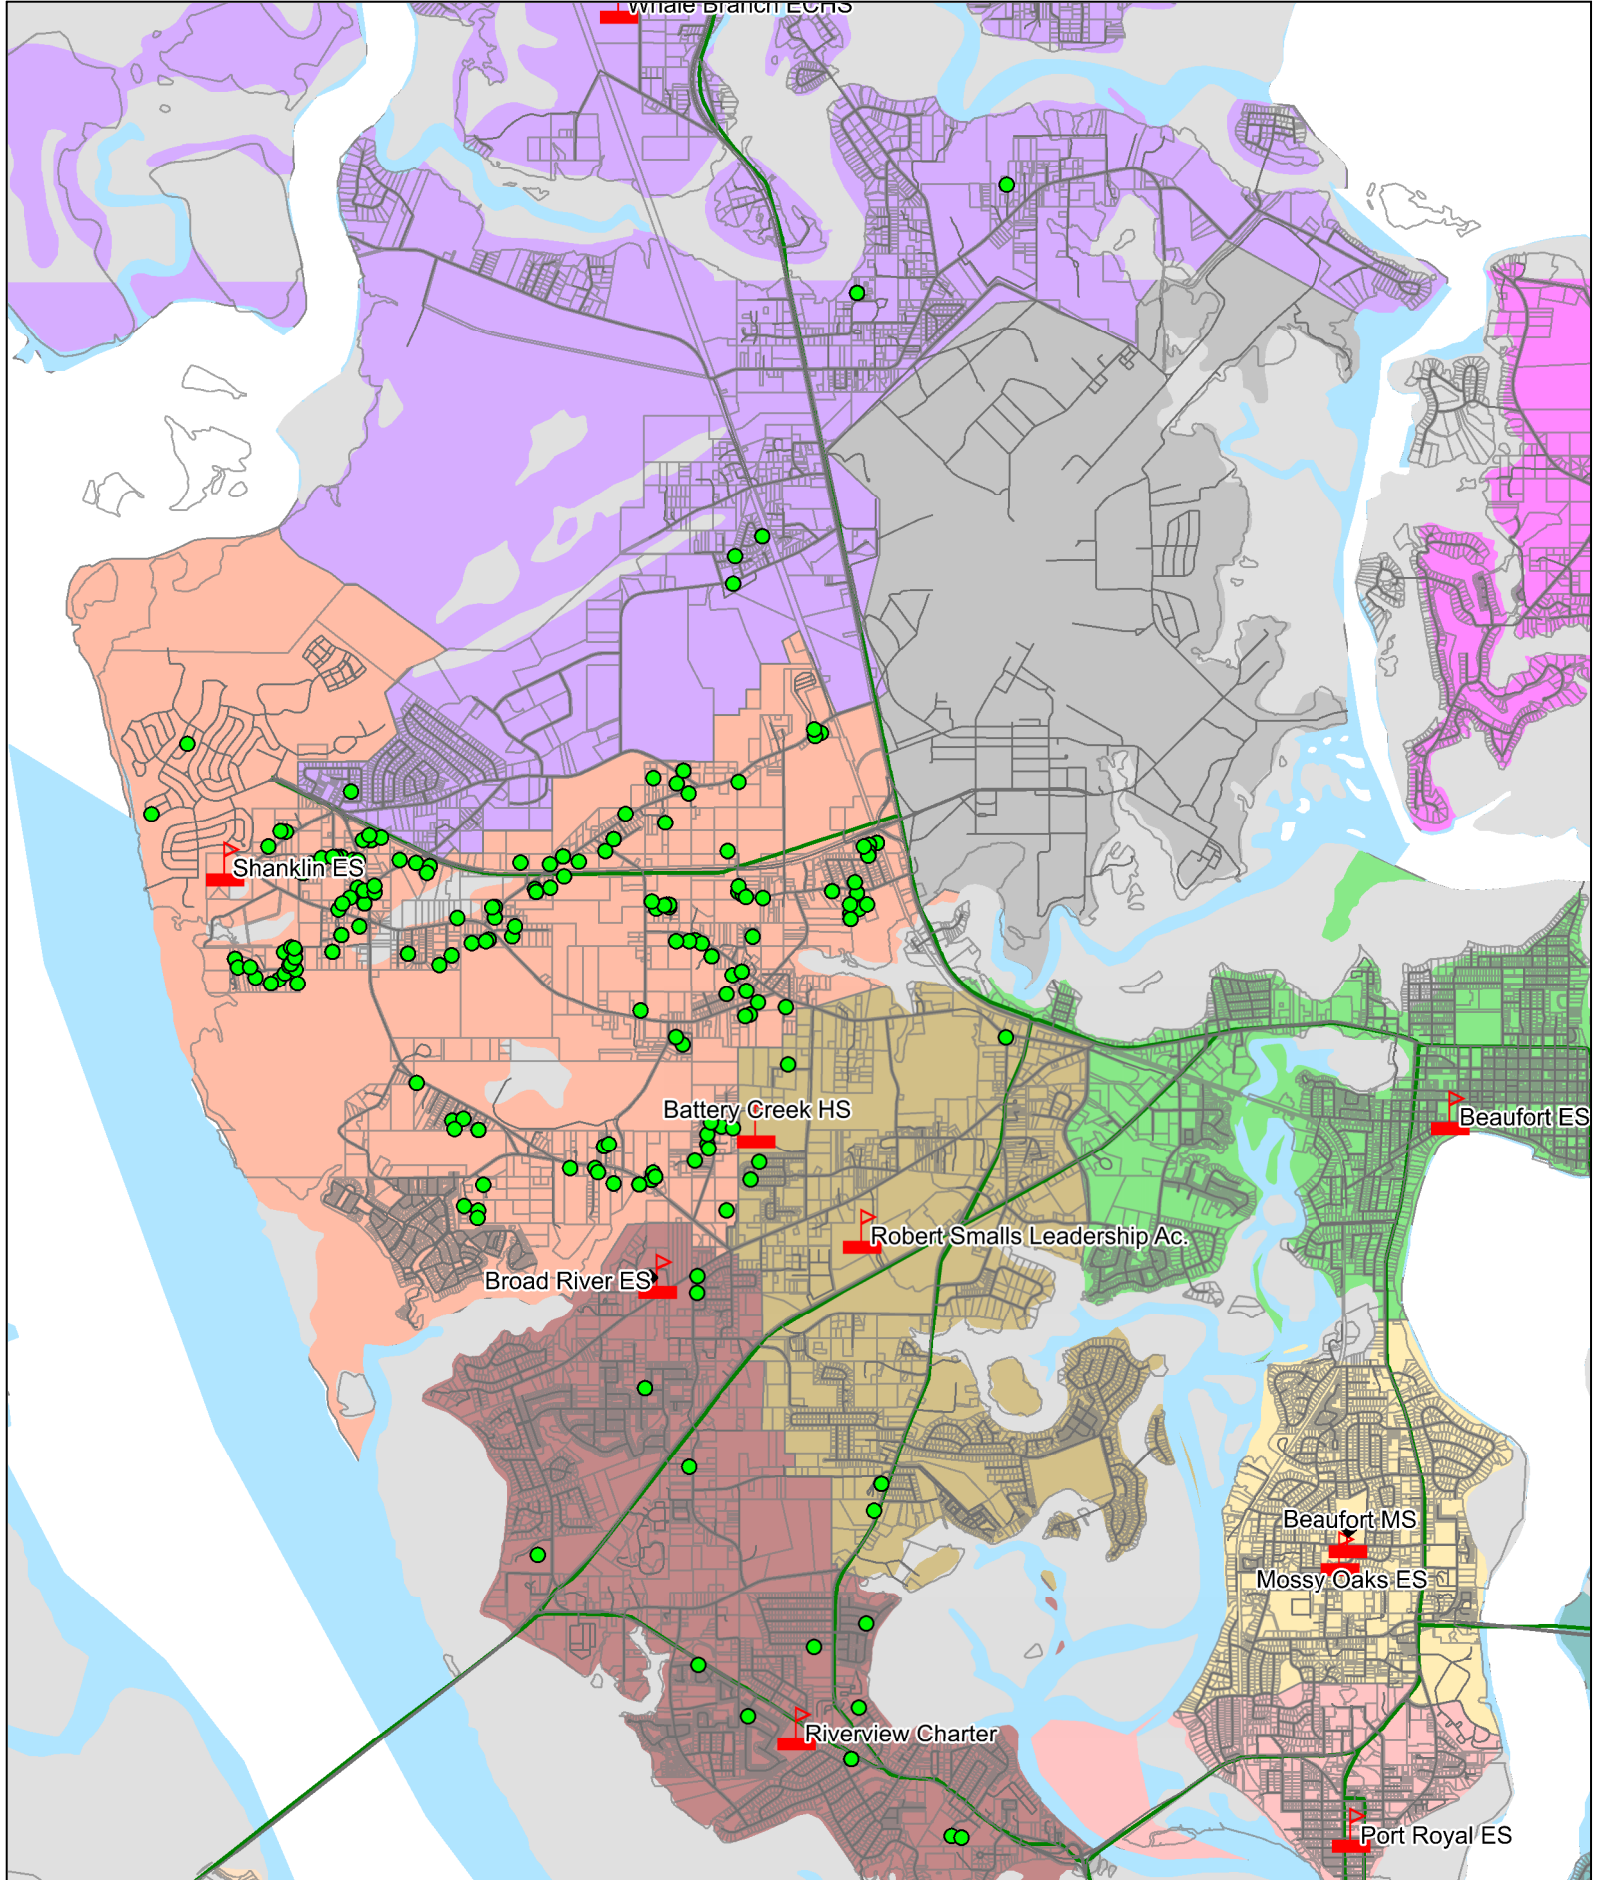 Whale Branch ECHS
Shanklin ES
Battery Creek HS
Beaufort ES
Robert Smalls Leadership Ac.
Broad River ES
Beaufort MS
Mossy Oaks ES
Riverview Charter
Port Royal ES